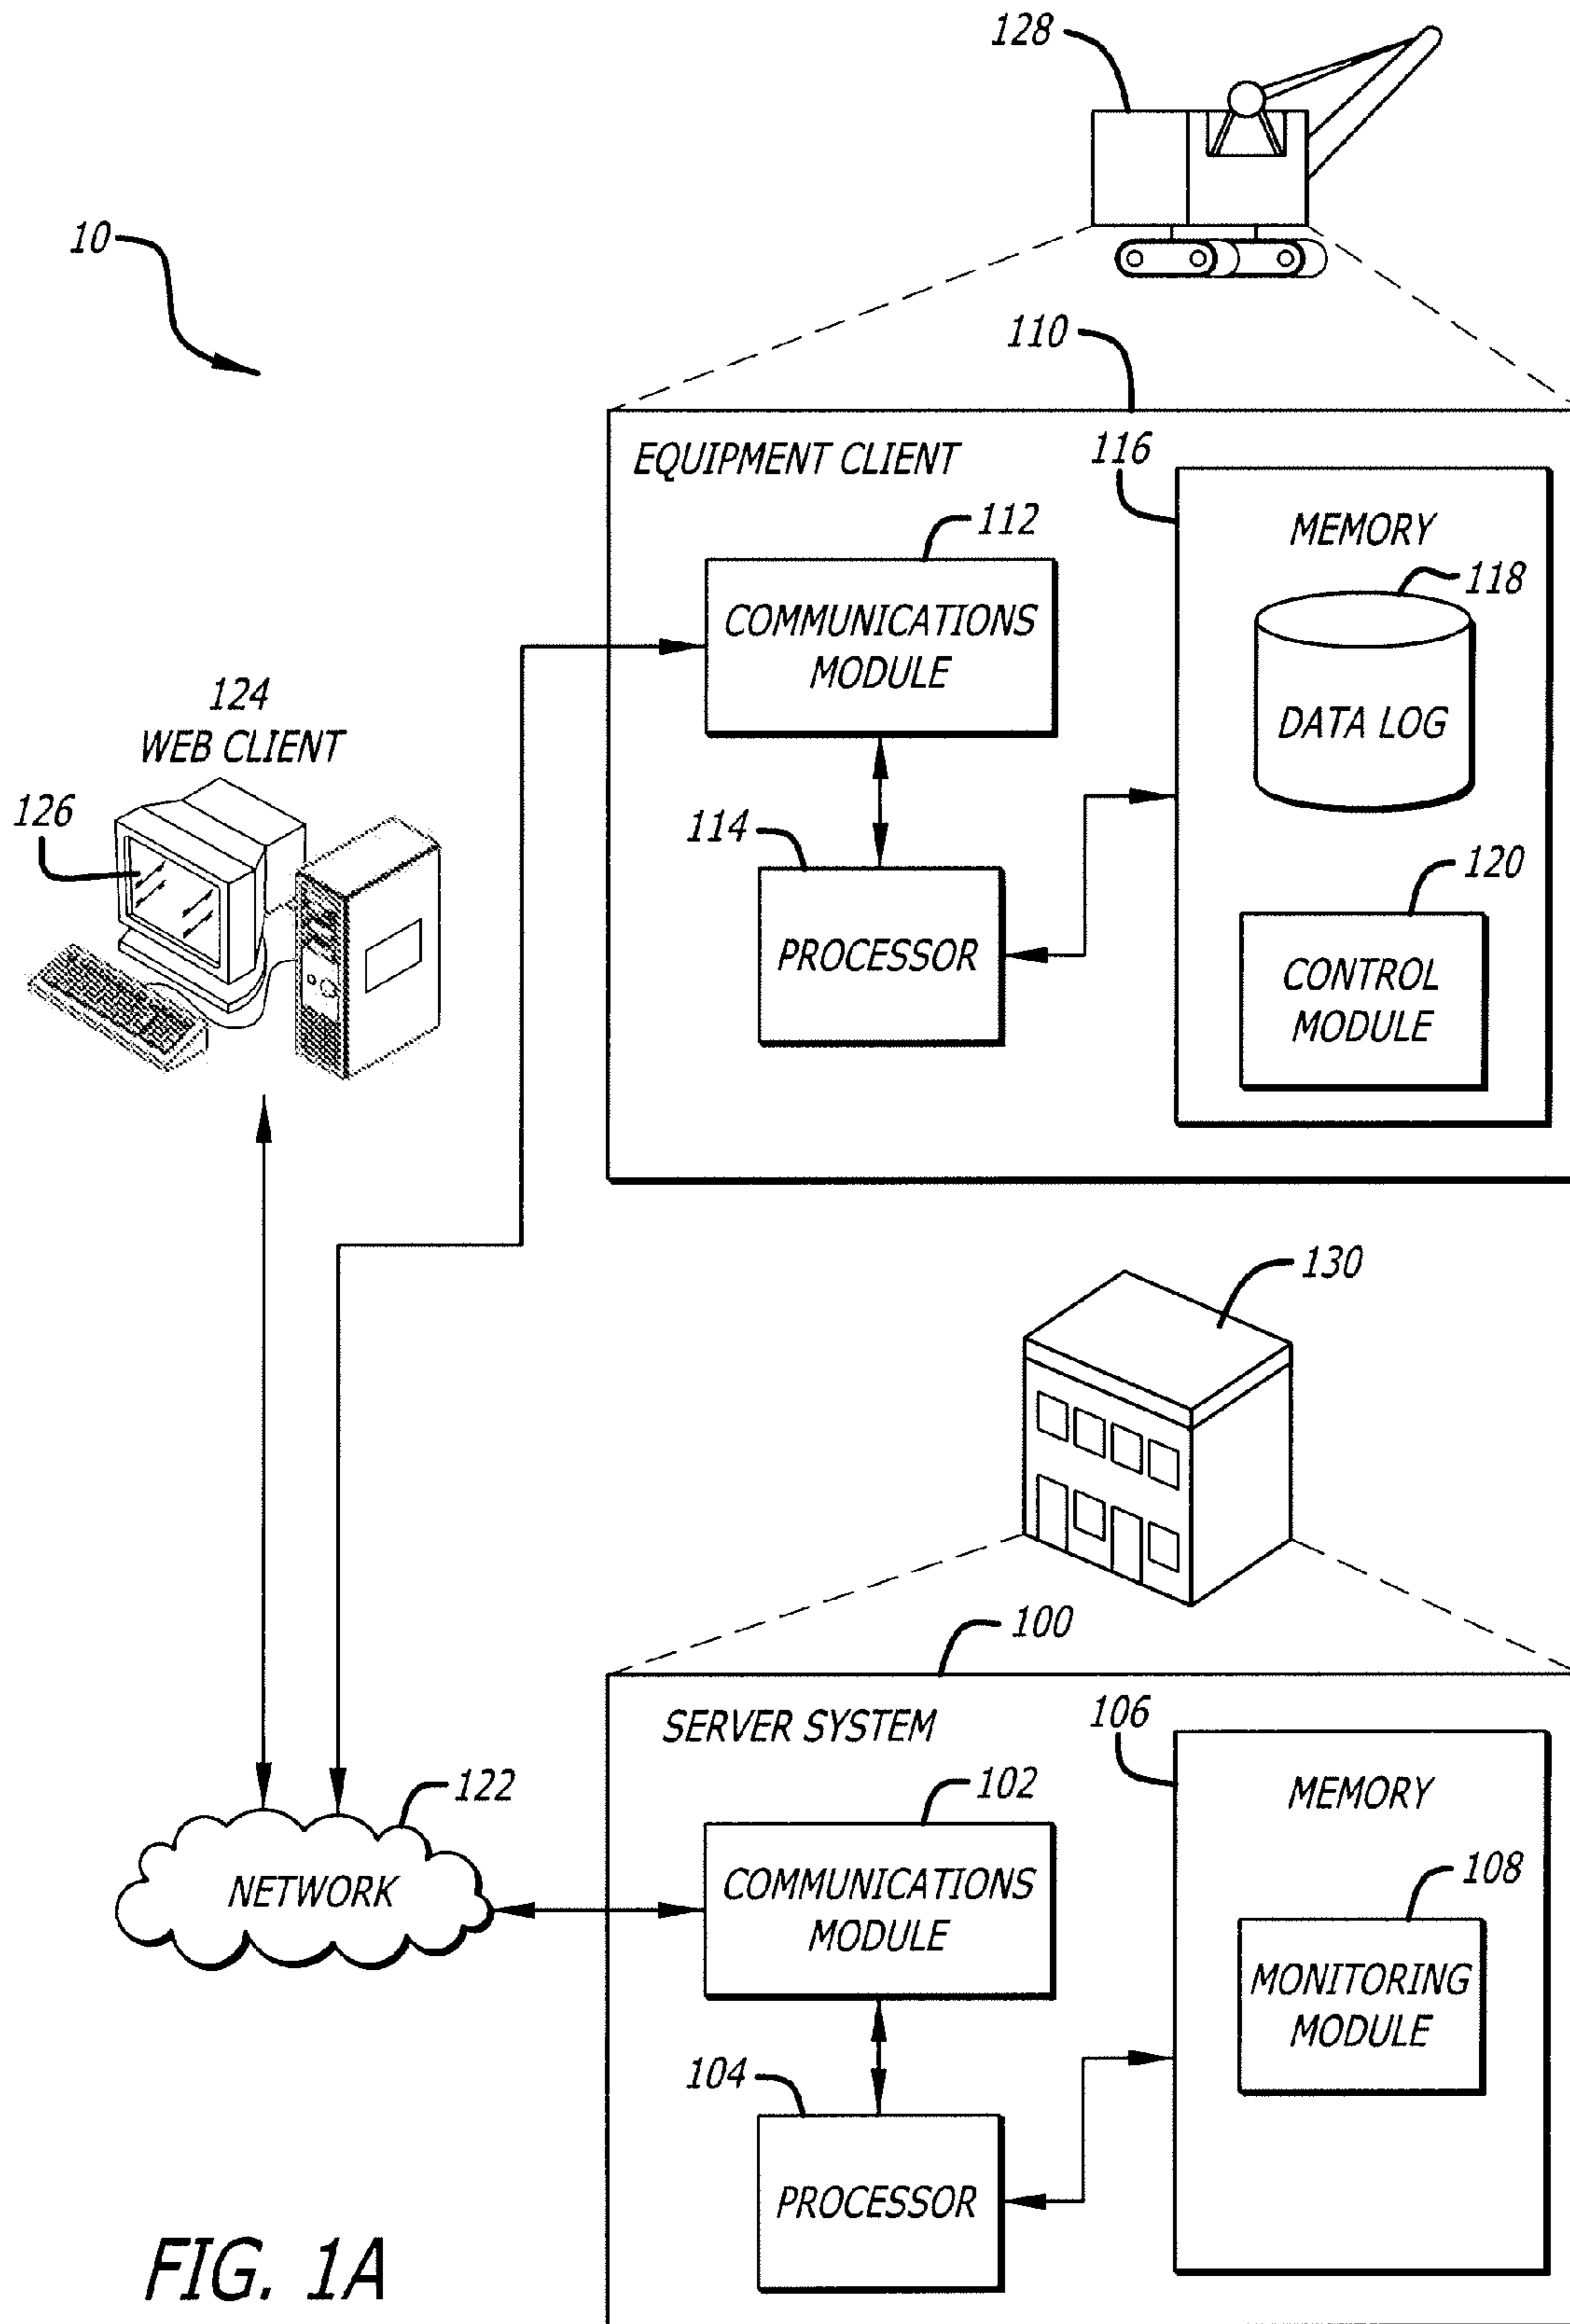 128
10
110
EQUIPMENT CLIENT
116
112
MEMORY
118
COMMUNICATIONS
MODULE
DATA LOG
124
WEB CLIENT
126
114
120
PROCESSOR
CONTROL
MODULE
130
100
SERVER SYSTEM
106
102
MEMORY
122
COMMUNICATIONS
MODULE
NETWORK
108
MONITORING
MODULE
104
PROCESSOR
FIG. 1A